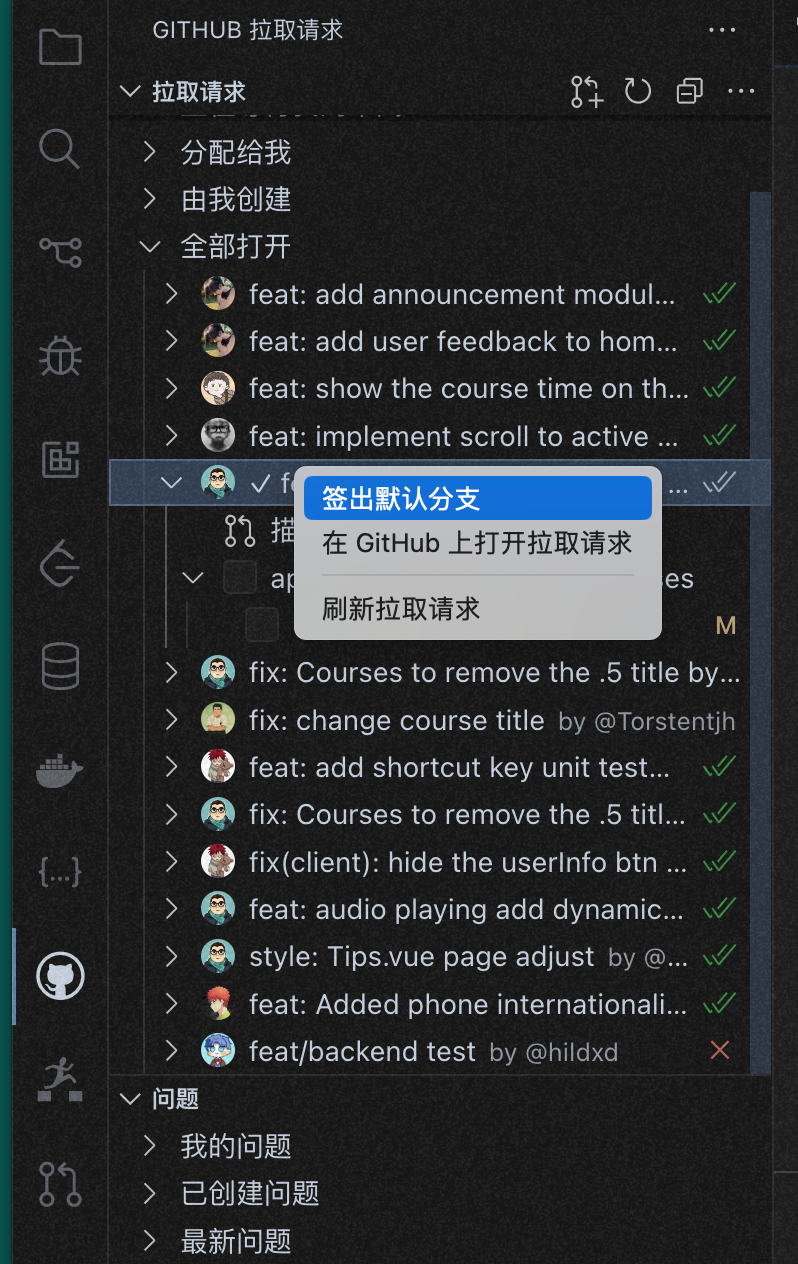 GITHUB 拉取请求
拉取请求
分配给我
由我创建
全部打开
feat: add announcement modul...
feat: add user feedback to hom...
feat: show the course time on th...
feat: implement scroll to active ...
签出默认分支
描
在 GitHub 上打开拉取请求
刷新拉取请求
M
fix: Courses to remove the .5 title by...
fix: change course title by @Torstentjh
feat: add shortcut key unit test...
fix: Courses to remove the .5 titl...
fix(client): hide the userInfo btn ...
feat: audio playing add dynamic...
style: Tips.vue page adjust by @...
feat: Added phone internationali...
feat/backend test by @hildxd
问题
我的问题
已创建问题
最新问题